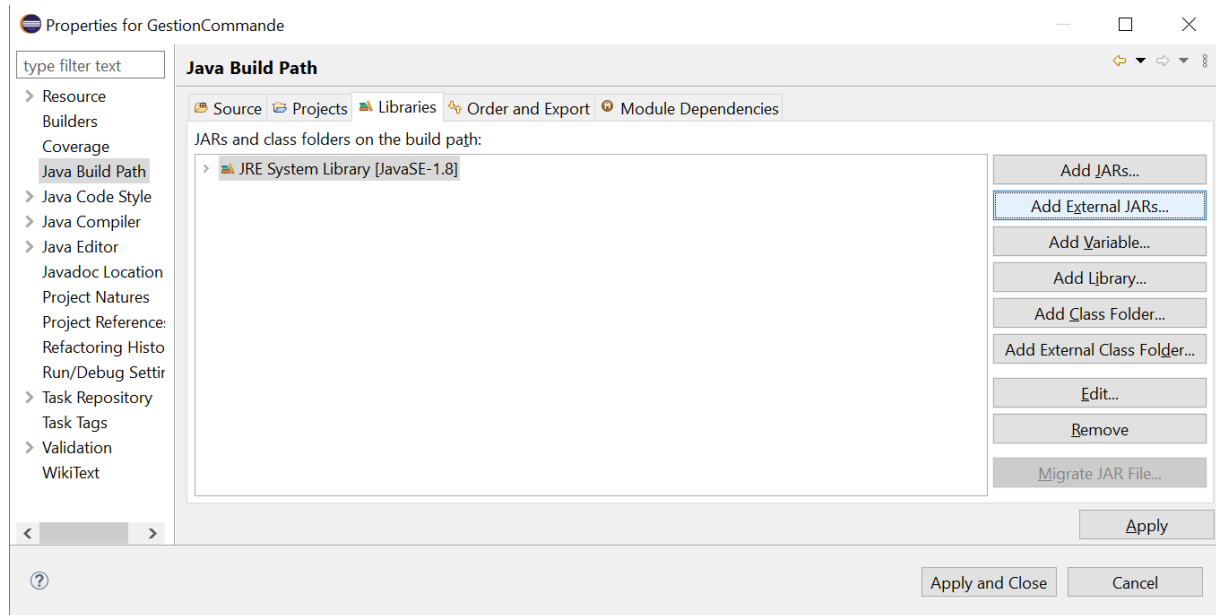 Properties for GestionCommande
type filter text
Resource
Builders
Coverage
Java Build Path
Java Code Style
Java Compiler
Java Editor
Javadoc Location
Project Natures
Project References
Refactoring Histo
Run/Debug Settin
Task Repository
Task Tags
Validation
WikiText
Java Build Path
Source Projects Libraries Order and Export Module Dependencies
JARs and class folders on the build path:
JRE System Library [JavaSE-1.8]
Add JARs...
Add External JARs...
Add Variable...
Add Library...
Add Class Folder...
Add External Class Folder...
Edit...
Remove
Migrate JAR File...
Apply
Apply and Close Cancel